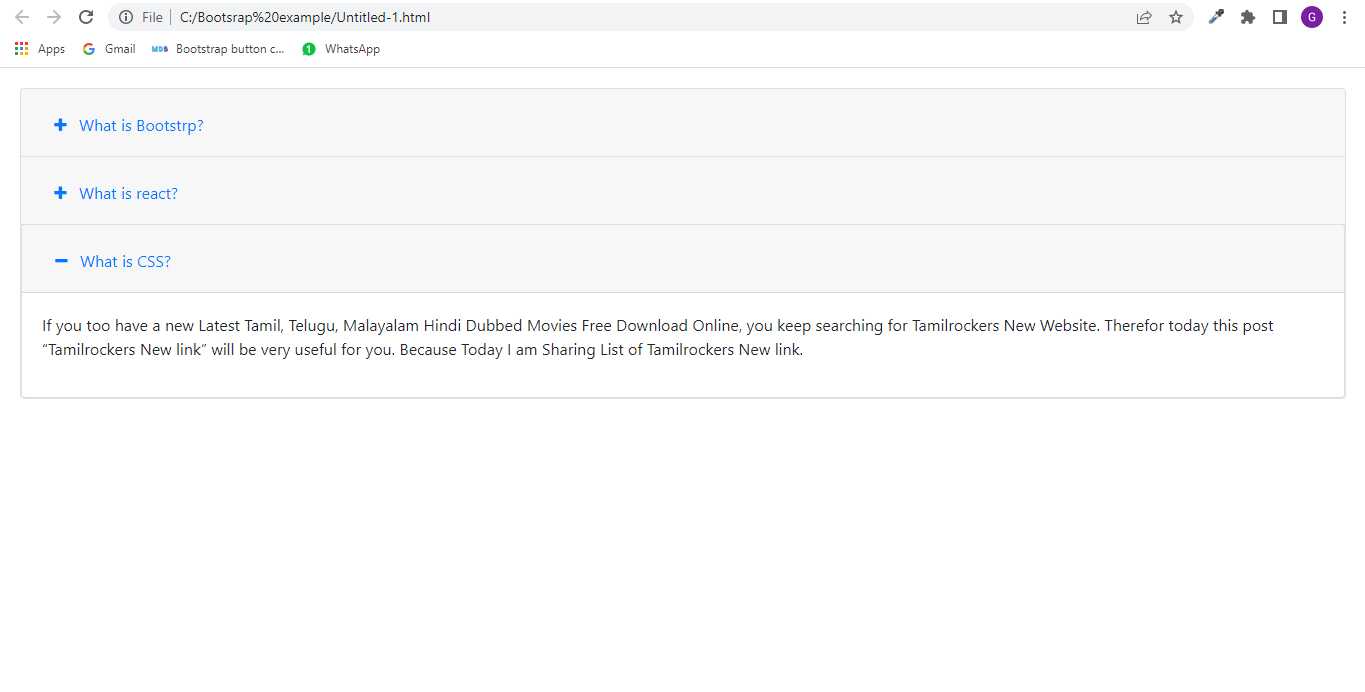 File C:/Bootsrap%20example/Untitled-1.html
G
Apps Gmail MDB Bootstrap button c... 1 WhatsApp
What is Bootstrp?
What is react?
What is CSS?
If you too have a new Latest Tamil, Telugu, Malayalam Hindi Dubbed Movies Free Download Online, you keep searching for Tamilrockers New Website. Therefor today this post
“Tamilrockers New link” will be very useful for you. Because Today I am Sharing List of Tamilrockers New link.